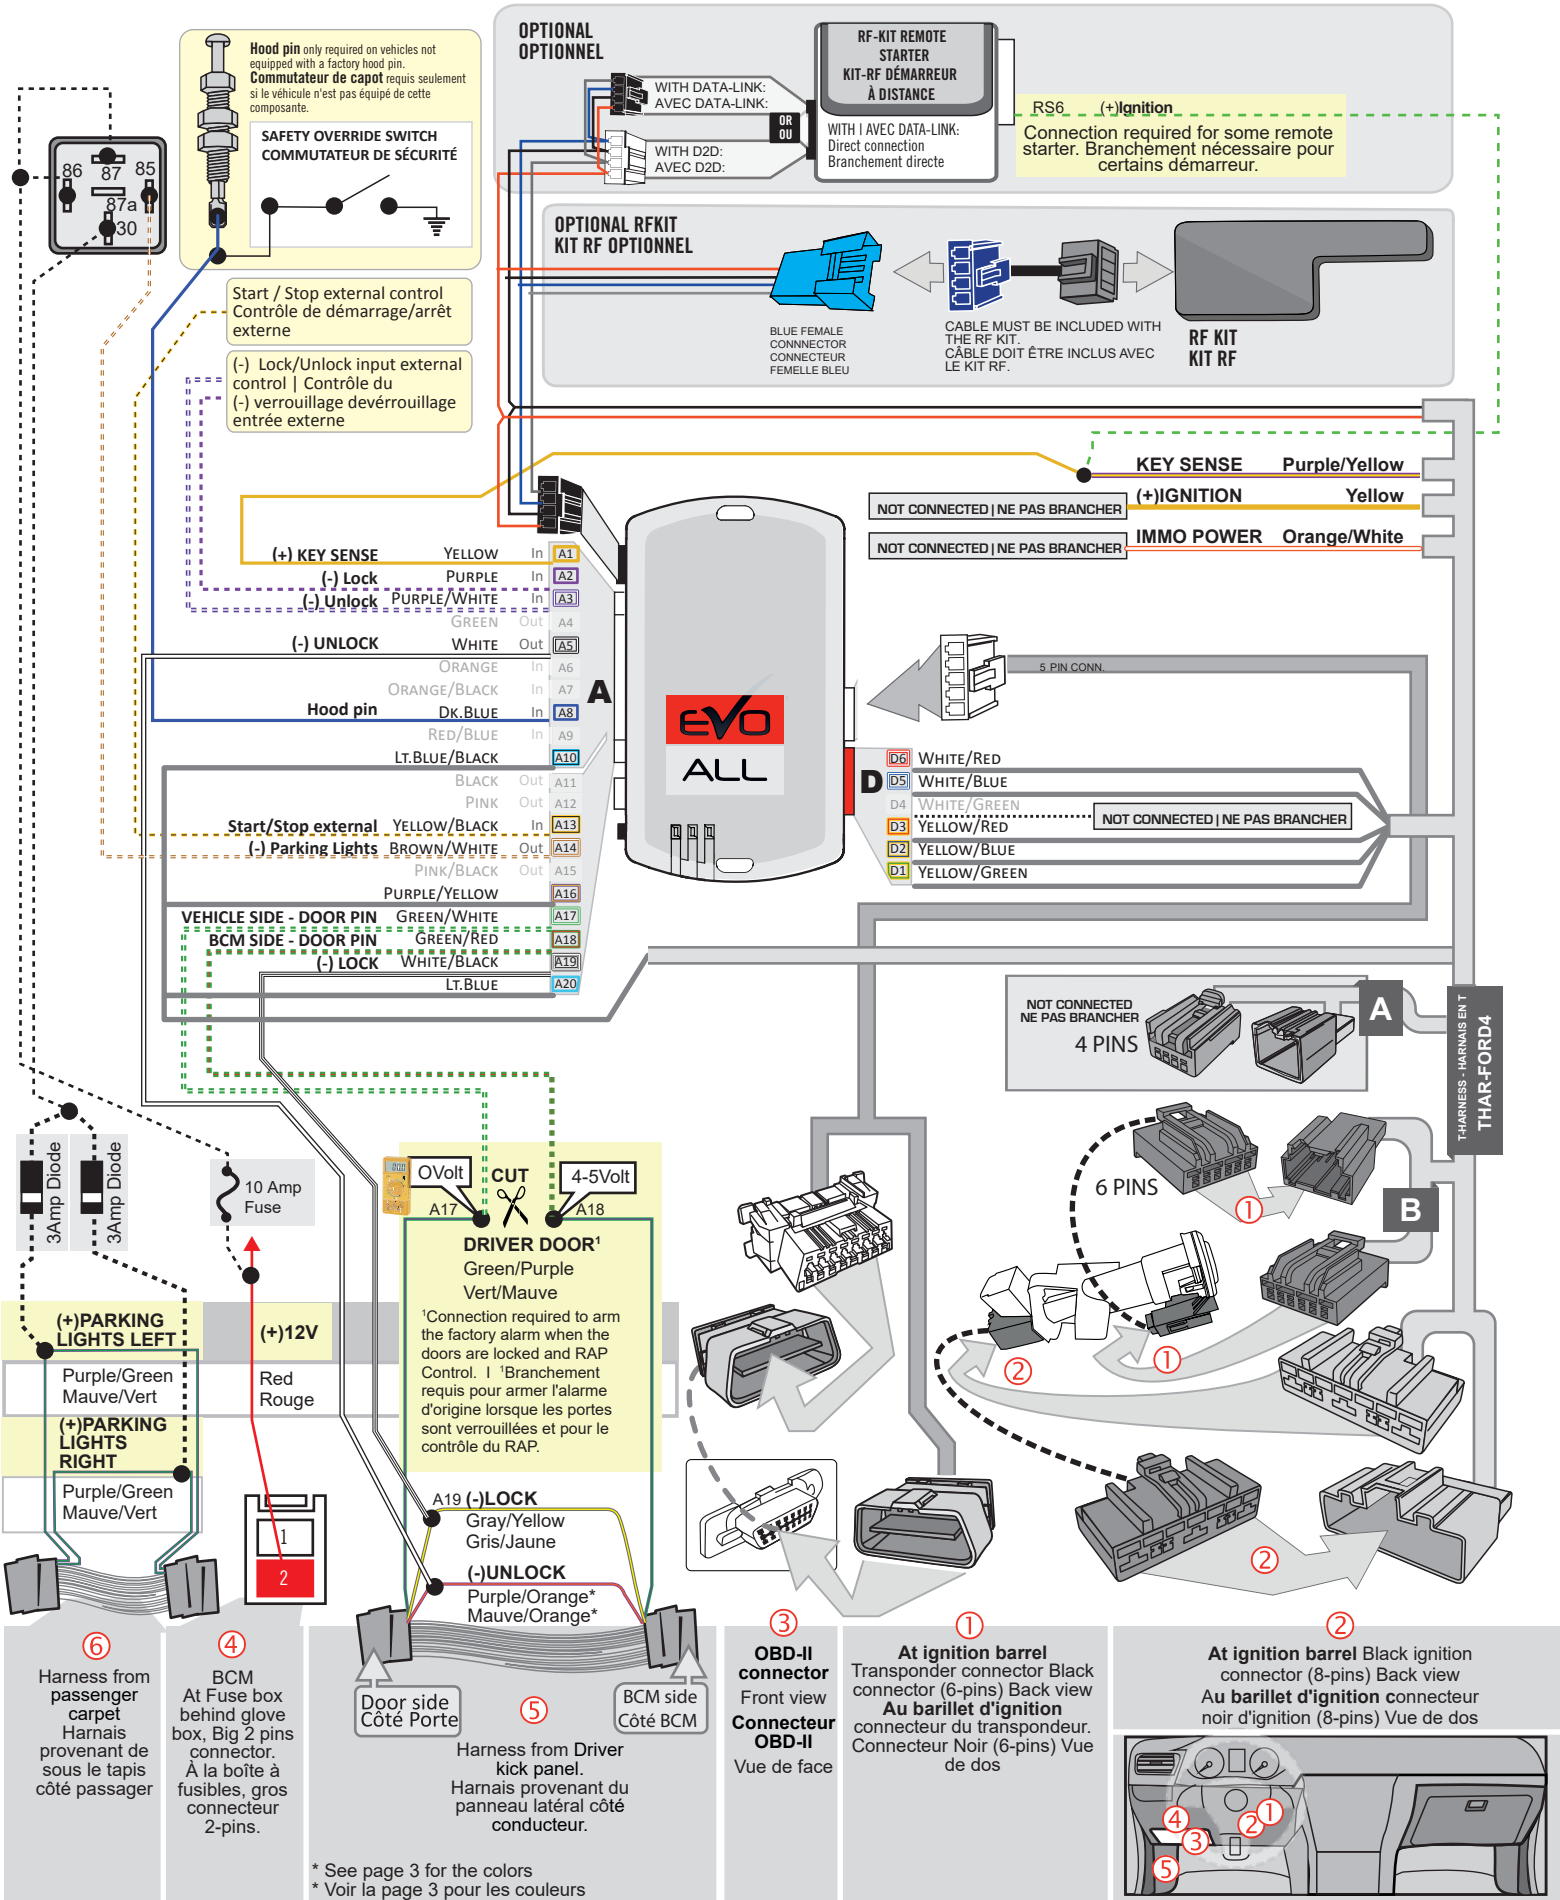 OPTIONAL
OPTIONNEL
RF-KIT REMOTE
STARTER
KIT-RF DÉMARREUR
À DISTANCE
WITH DATA-LINK:
AVEC DATA-LINK:
OR
OU
WITH D2D:
AVEC D2D:
WITH | AVEC DATA-LINK:
Direct connection
Branchement directe
RS6 (+)Ignition
Connection required for some remote
starter. Branchement nécessaire pour
certains démarreur.
Hood pin only required on vehicles not
equipped with a factory hood pin.
Commutateur de capot requis seulement
si le véhicule n'est pas équipé de cette
composante.
SAFETY OVERRIDE SWITCH
COMMUTATEUR DE SÉCURITÉ
86
87
85
87a
30
OPTIONAL RFKIT
KIT RF OPTIONNEL
BLUE FEMALE
CONNNECTOR
CONNECTEUR
FEMELLE BLEU
CABLE MUST BE INCLUDED WITH
THE RF KIT.
CÂBLE DOIT ÊTRE INCLUS AVEC
LE KIT RF.
RF KIT
KIT RF
Start / Stop external control
Contrôle de démarrage/arrêt
externe
(-) Lock/Unlock input external
control | Contrôle du
(-) verrouillage devérrouillage
entrée externe
KEY SENSE Purple/Yellow
NOT CONNECTED | NE PAS BRANCHER (+)IGNITION Yellow
NOT CONNECTED | NE PAS BRANCHER IMMO POWER Orange/White
(+) KEY SENSE YELLOW In A1
(-) Lock PURPLE In A2
(-) Unlock PURPLE/WHITE In A3
GREEN Out A4
(-) UNLOCK WHITE Out A5
ORANGE In A6
ORANGE/BLACK In A7
Hood pin DK.BLUE In A8
RED/BLUE In A9
LT.BLUE/BLACK A10
BLACK Out A11
PINK Out A12
Start/Stop external YELLOW/BLACK In A13
(-) Parking Lights BROWN/WHITE Out A14
PINK/BLACK Out A15
PURPLE/YELLOW A16
VEHICLE SIDE - DOOR PIN GREEN/WHITE A17
BCM SIDE - DOOR PIN GREEN/RED A18
(-) LOCK WHITE/BLACK A19
LT.BLUE A20
A
EVO
ALL
5 PIN CONN.
D
D6 WHITE/RED
D5 WHITE/BLUE
D4 WHITE/GREEN
NOT CONNECTED | NE PAS BRANCHER
D3 YELLOW/RED
D2 YELLOW/BLUE
D1 YELLOW/GREEN
NOT CONNECTED
NE PAS BRANCHER
4 PINS
A
T-HARNESS - HARNAIS EN T
THAR-FORD4
6 PINS
1
B
1
2
2
3Amp Diode
3Amp Diode
10 Amp
Fuse
0Volt
CUT
4-5Volt
A17
A18
DRIVER DOOR¹
Green/Purple
Vert/Mauve
¹Connection required to arm
the factory alarm when the
doors are locked and RAP
Control. I ¹Branchement
requis pour armer l'alarme
d'origine lorsque les portes
sont verrouillées et pour le
contrôle du RAP.
(+)PARKING
LIGHTS LEFT
Purple/Green
Mauve/Vert
(+)PARKING
LIGHTS
RIGHT
Purple/Green
Mauve/Vert
(+)12V
Red
Rouge
1
2
A19 (-)LOCK
Gray/Yellow
Gris/Jaune
(-)UNLOCK
Purple/Orange*
Mauve/Orange*
6
Harness from
passenger
carpet
Harnais
provenant de
sous le tapis
côté passager
4
BCM
At Fuse box
behind glove
box, Big 2 pins
connector.
À la boîte à
fusibles, gros
connecteur
2-pins.
Door side
Côté Porte
5
BCM side
Côté BCM
Harness from Driver
kick panel.
Harnais provenant du
panneau latéral côté
conducteur.
* See page 3 for the colors
* Voir la page 3 pour les couleurs
3
OBD-II
connector
Front view
Connecteur
OBD-II
Vue de face
1
At ignition barrel
Transponder connector Black
connector (6-pins) Back view
Au barillet d'ignition
connecteur du transpondeur.
Connecteur Noir (6-pins) Vue
de dos
2
At ignition barrel Black ignition
connector (8-pins) Back view
Au barillet d'ignition connecteur
noir d'ignition (8-pins) Vue de dos
4
3
2
1
5